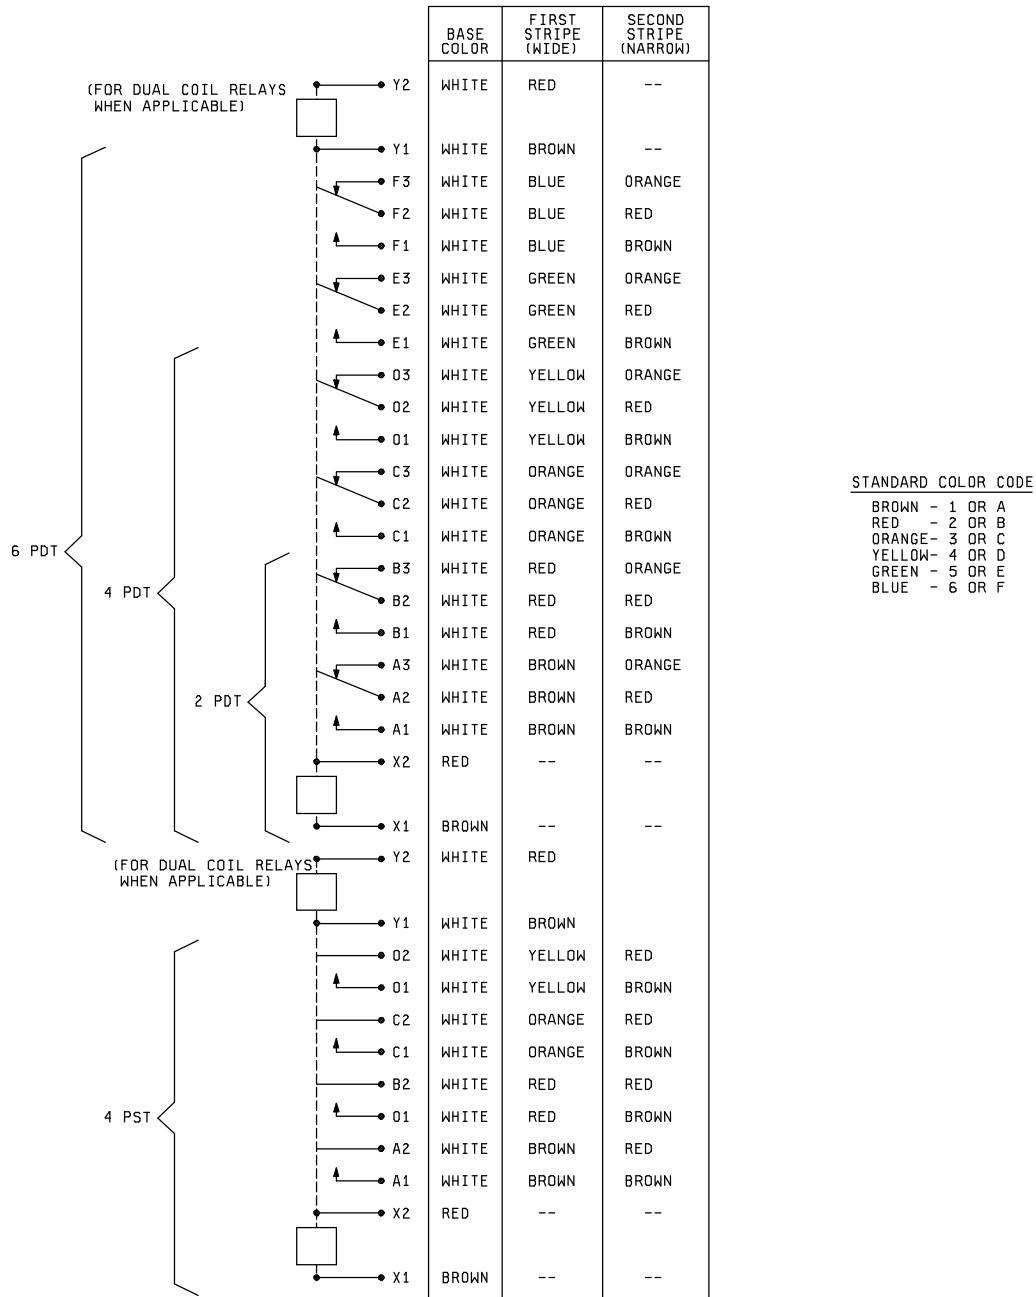 BASE COLOR FIRST STRIPE (WIDE) SECOND STRIPE (NARROW)
(FOR DUAL COIL RELAYS
WHEN APPLICABLE)
Y2 WHITE RED --
Y1 WHITE BROWN --
F3 WHITE BLUE ORANGE
F2 WHITE BLUE RED
F1 WHITE BLUE BROWN
E3 WHITE GREEN ORANGE
E2 WHITE GREEN RED
E1 WHITE GREEN BROWN
O3 WHITE YELLOW ORANGE
O2 WHITE YELLOW RED
O1 WHITE YELLOW BROWN
C3 WHITE ORANGE ORANGE
C2 WHITE ORANGE RED
C1 WHITE ORANGE BROWN
6 PDT
B3 WHITE RED ORANGE
4 PDT
B2 WHITE RED RED
B1 WHITE RED BROWN
A3 WHITE BROWN ORANGE
2 PDT
A2 WHITE BROWN RED
A1 WHITE BROWN BROWN
X2 RED -- --
X1 BROWN -- --
(FOR DUAL COIL RELAYS
WHEN APPLICABLE)
Y2 WHITE RED
Y1 WHITE BROWN
O2 WHITE YELLOW RED
O1 WHITE YELLOW BROWN
C2 WHITE ORANGE RED
C1 WHITE ORANGE BROWN
B2 WHITE RED RED
4 PST
O1 WHITE RED BROWN
A2 WHITE BROWN RED
A1 WHITE BROWN BROWN
X2 RED -- --
X1 BROWN -- --
STANDARD COLOR CODE
BROWN - 1 OR A
RED - 2 OR B
ORANGE- 3 OR C
YELLOW- 4 OR D
GREEN - 5 OR E
BLUE - 6 OR F